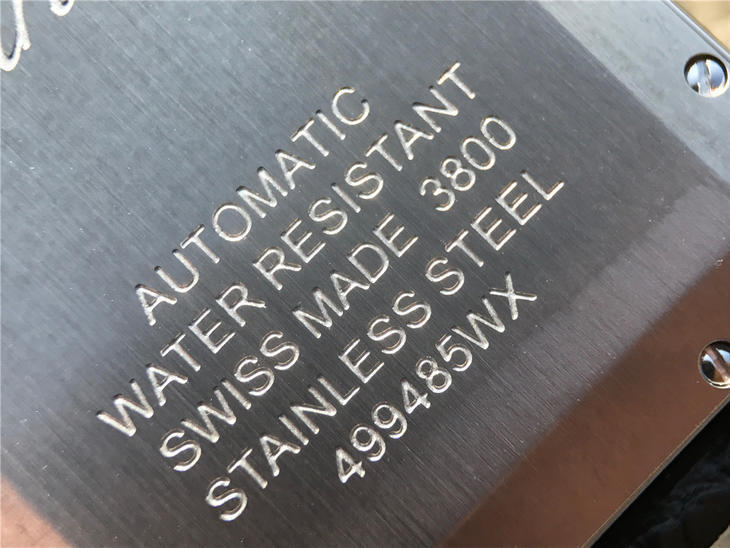 AUTOMATIC
WATER RESISTANT
SWISS MADE 3800
STAINLESS STEEL
499485WX